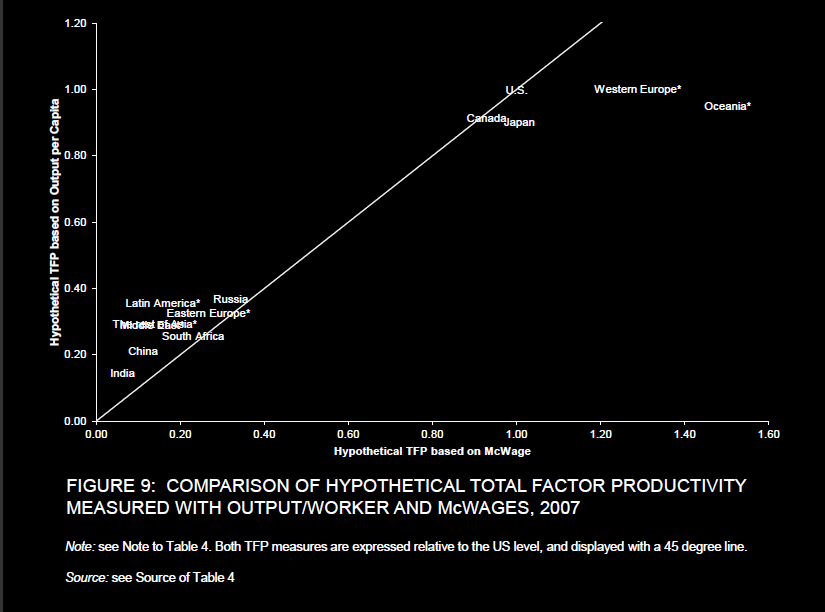 1.20
1.00
0.80
0.60
0.40
0.20
0.00
Hypothetical TFP based on Output per Capita
U.S.
Western Europe*
Oceania*
Canada
Japan
Latin America*
Russia
Eastern Europe*
Middle East*
South Africa
China
India
0.00 0.20 0.40 0.60 0.80 1.00 1.20 1.40 1.60
Hypothetical TFP based on McWage
FIGURE 9: COMPARISON OF HYPOTHETICAL TOTAL FACTOR PRODUCTIVITY
MEASURED WITH OUTPUT/WORKER AND McWAGES, 2007
Note: see Note to Table 4. Both TFP measures are expressed relative to the US level, and displayed with a 45 degree line.
Source: see Source of Table 4